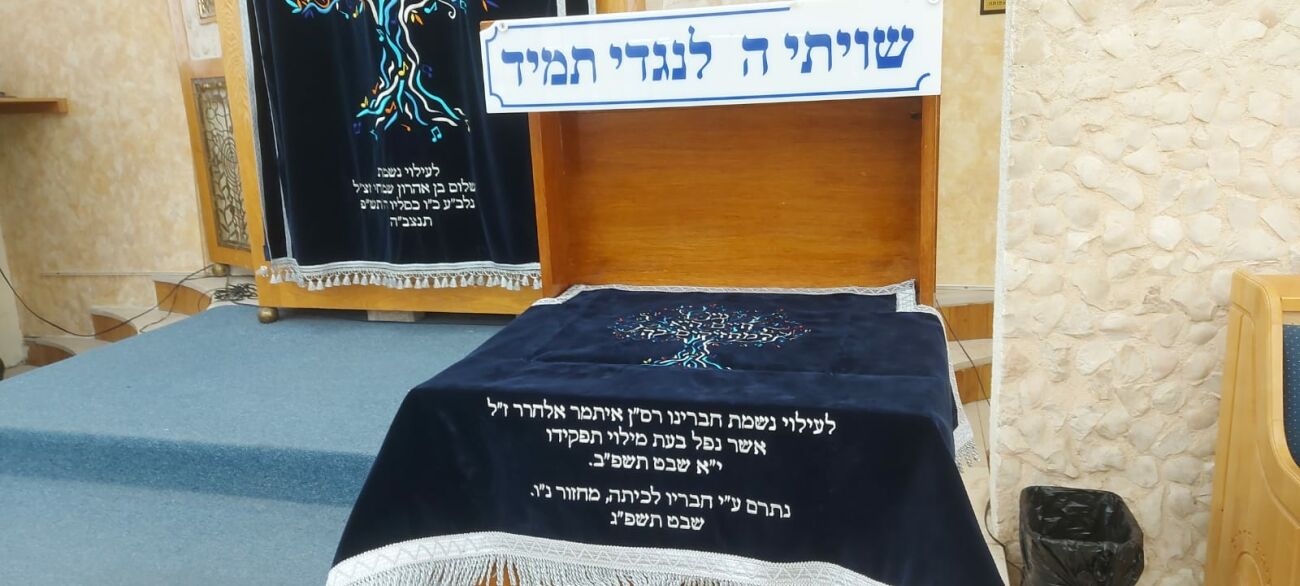 שויתי ה לנגדי תמיד
לעילוי נשמת
שלום בן אהרון שמחי זצ"ל
נלב"ע כ"ו כסליו התש"פ
תנצב"ה
לעילוי נשמת חברינו רס"ן איתמר אלחרר ז"ל
אשר נפל בעת מילוי תפקידו
י"א שבט תשפ"ב.
נתרם ע"י חבריו לכיתה, מחזור נ"ו.
שבט תשפ"ג